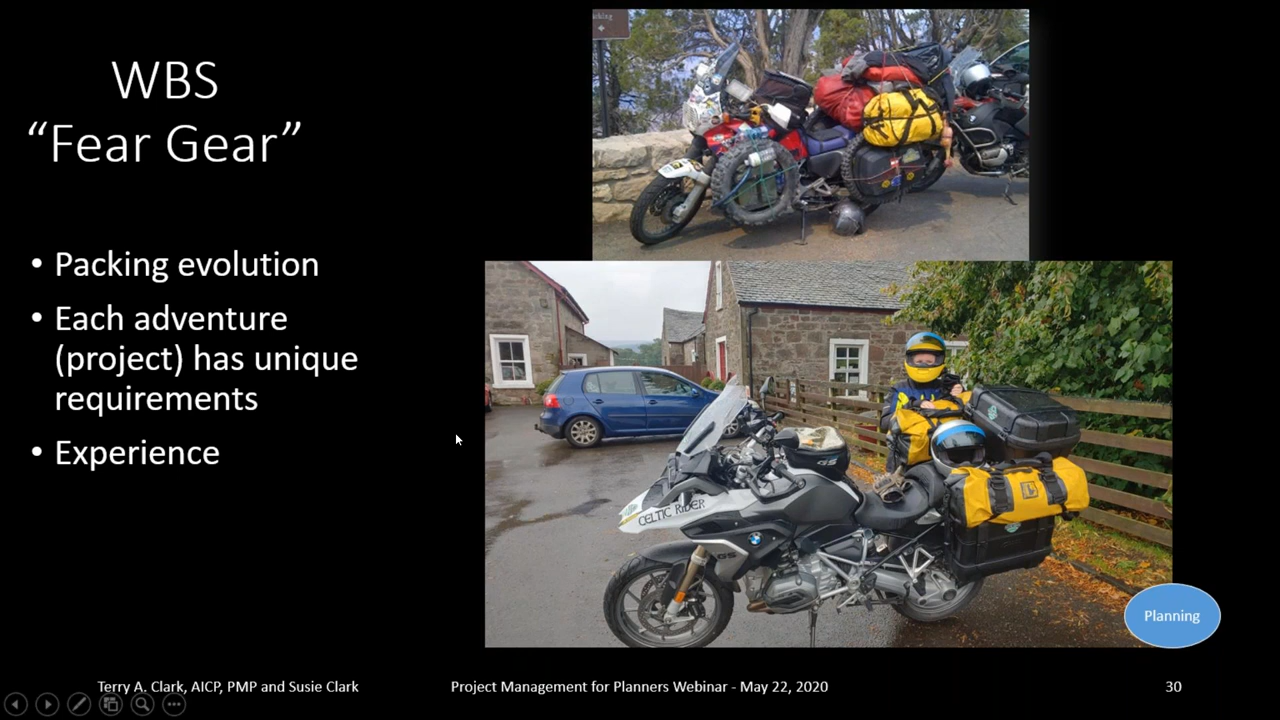 WBS
“Fear Gear”
• Packing evolution
• Each adventure
(project) has unique
requirements
• Experience
CELTIC RIDER
GS
GS
Planning
Terry A. Clark, AICP, PMP and Susie Clark
Project Management for Planners Webinar - May 22, 2020
30